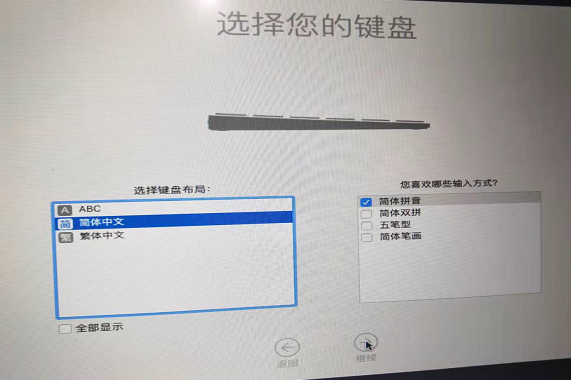 选择您的键盘
选择键盘布局：
A ABC
简 简体中文
繁 繁体中文
全部显示
您喜欢哪些输入方式？
简体拼音
简体双拼
五笔型
简体笔画
返回
继续